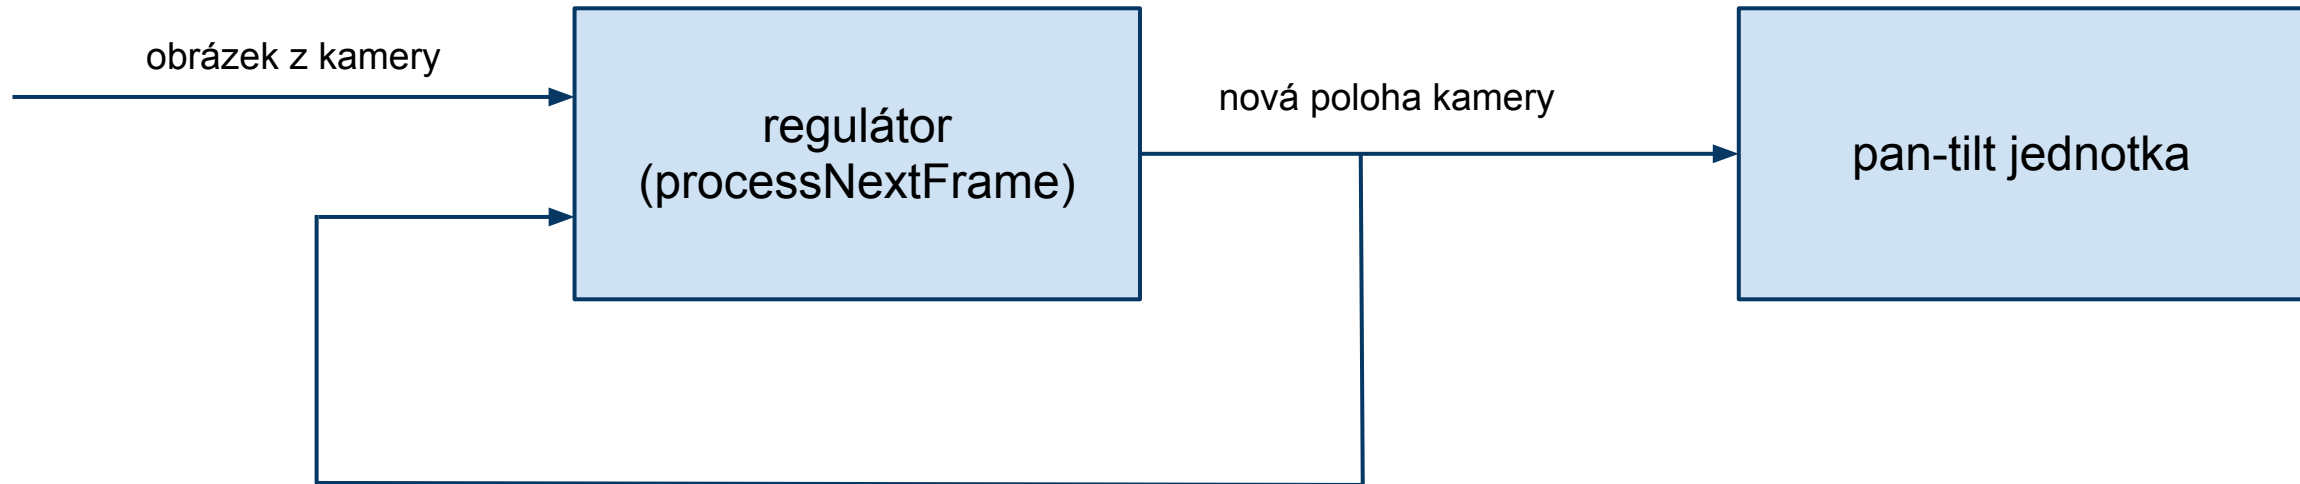 obrázek z kamery
regulátor
(processNextFrame)
nová poloha kamery
pan-tilt jednotka